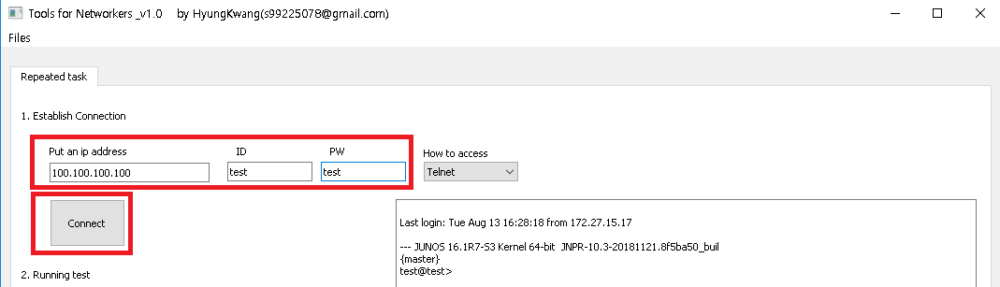 Tools for Networkers _v1.0 by HyungKwang(s99225078@gmail.com)
Files
Repeated task
1. Establish Connection
Put an ip address ID PW How to access
100.100.100.100 test test Telnet
Connect
Last login: Tue Aug 13 16:28:18 from 172.27.15.17
--- JUNOS 16.1R7-S3 Kernel 64-bit JNPR-10.3-20181121.8f5ba50_buil
{master}
test@test>
2. Running test